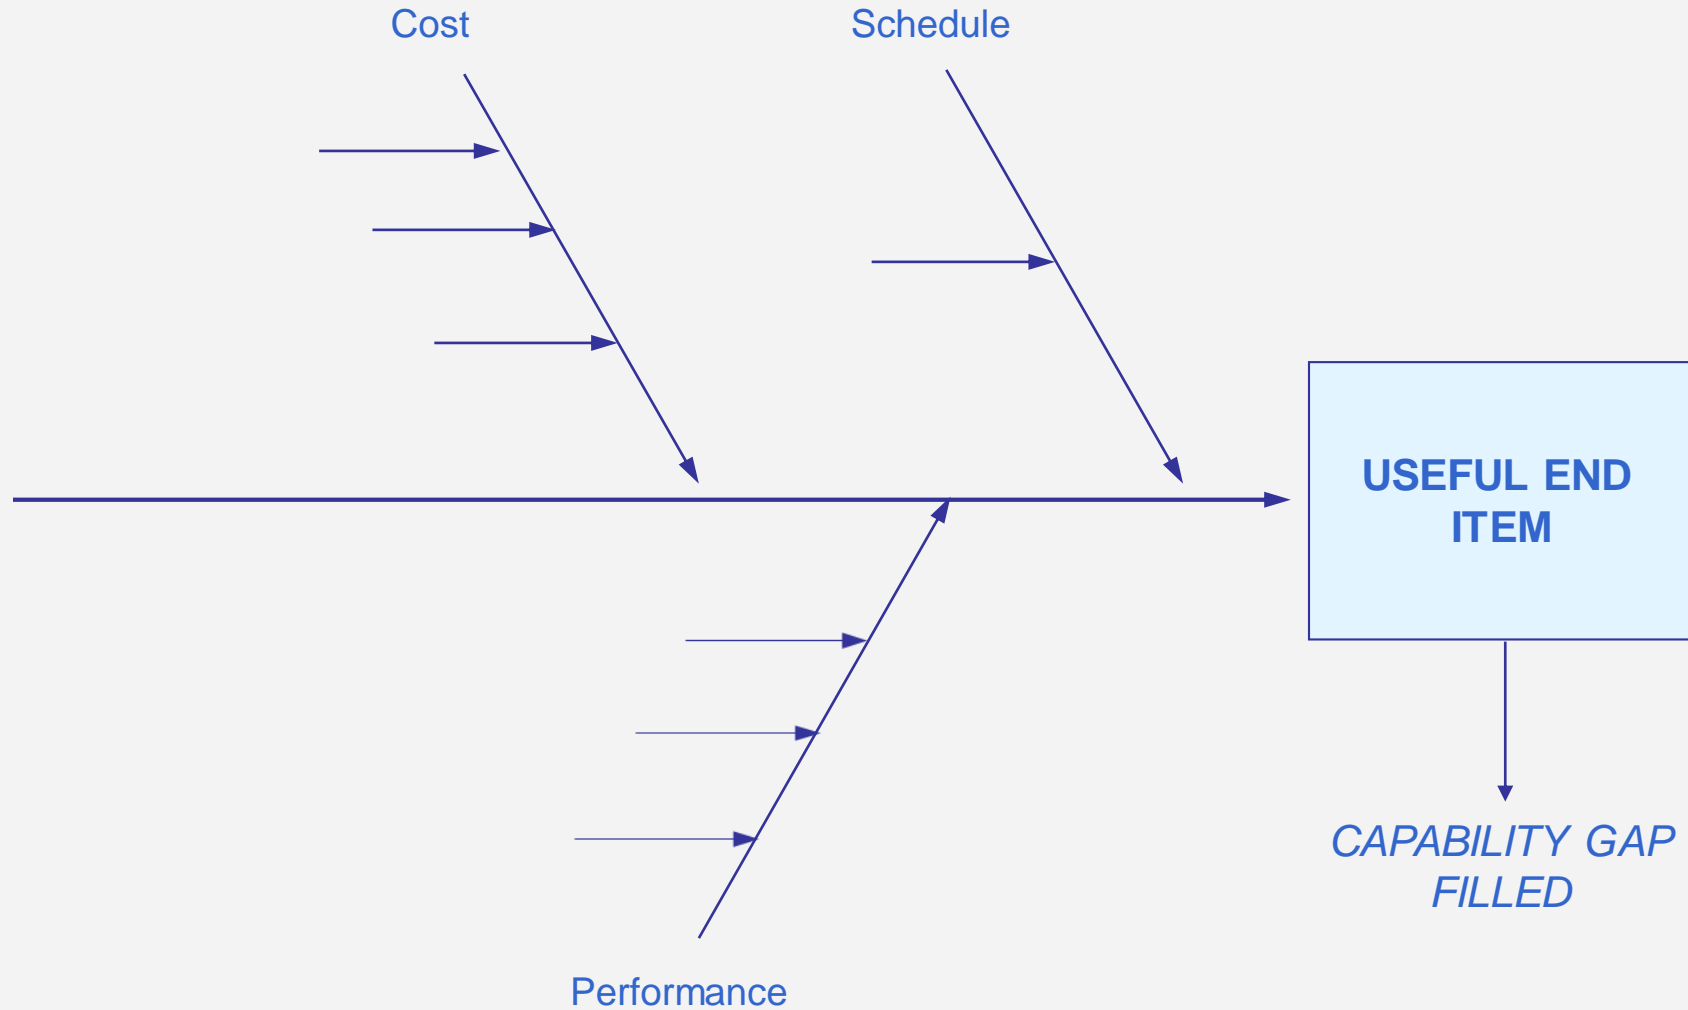 Cost
Schedule
USEFUL END
ITEM
CAPABILITY GAP
FILLED
Performance